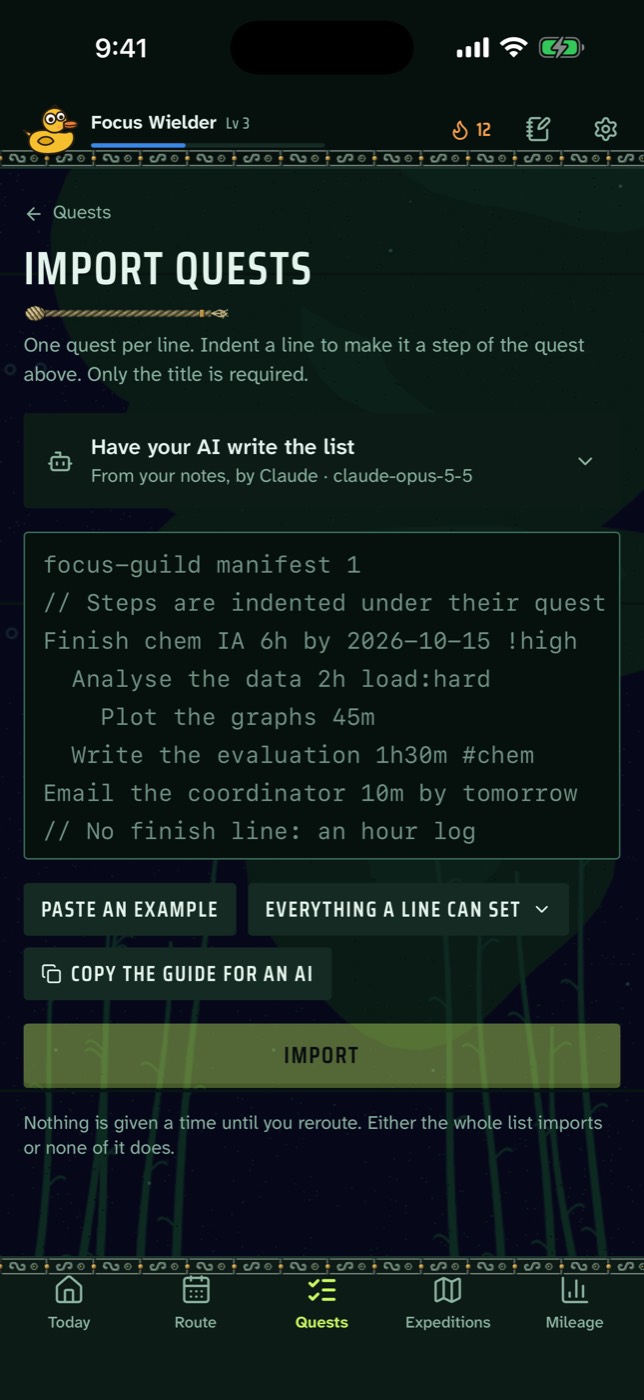 9:41
Focus Wielder Lv 3
12
Quests
IMPORT QUESTS
One quest per line. Indent a line to make it a step of the quest
above. Only the title is required.
Have your AI write the list
From your notes, by Claude · claude-opus-5-5
focus-guild manifest 1
// Steps are indented under their quest
Finish chem IA 6h by 2026-10-15 !high
Analyse the data 2h load:hard
Plot the graphs 45m
Write the evaluation 1h30m #chem
Email the coordinator 10m by tomorrow
// No finish line: an hour log
PASTE AN EXAMPLE
EVERYTHING A LINE CAN SET
COPY THE GUIDE FOR AN AI
IMPORT
Nothing is given a time until you reroute. Either the whole list imports
or none of it does.
Today Route Quests Expeditions Mileage